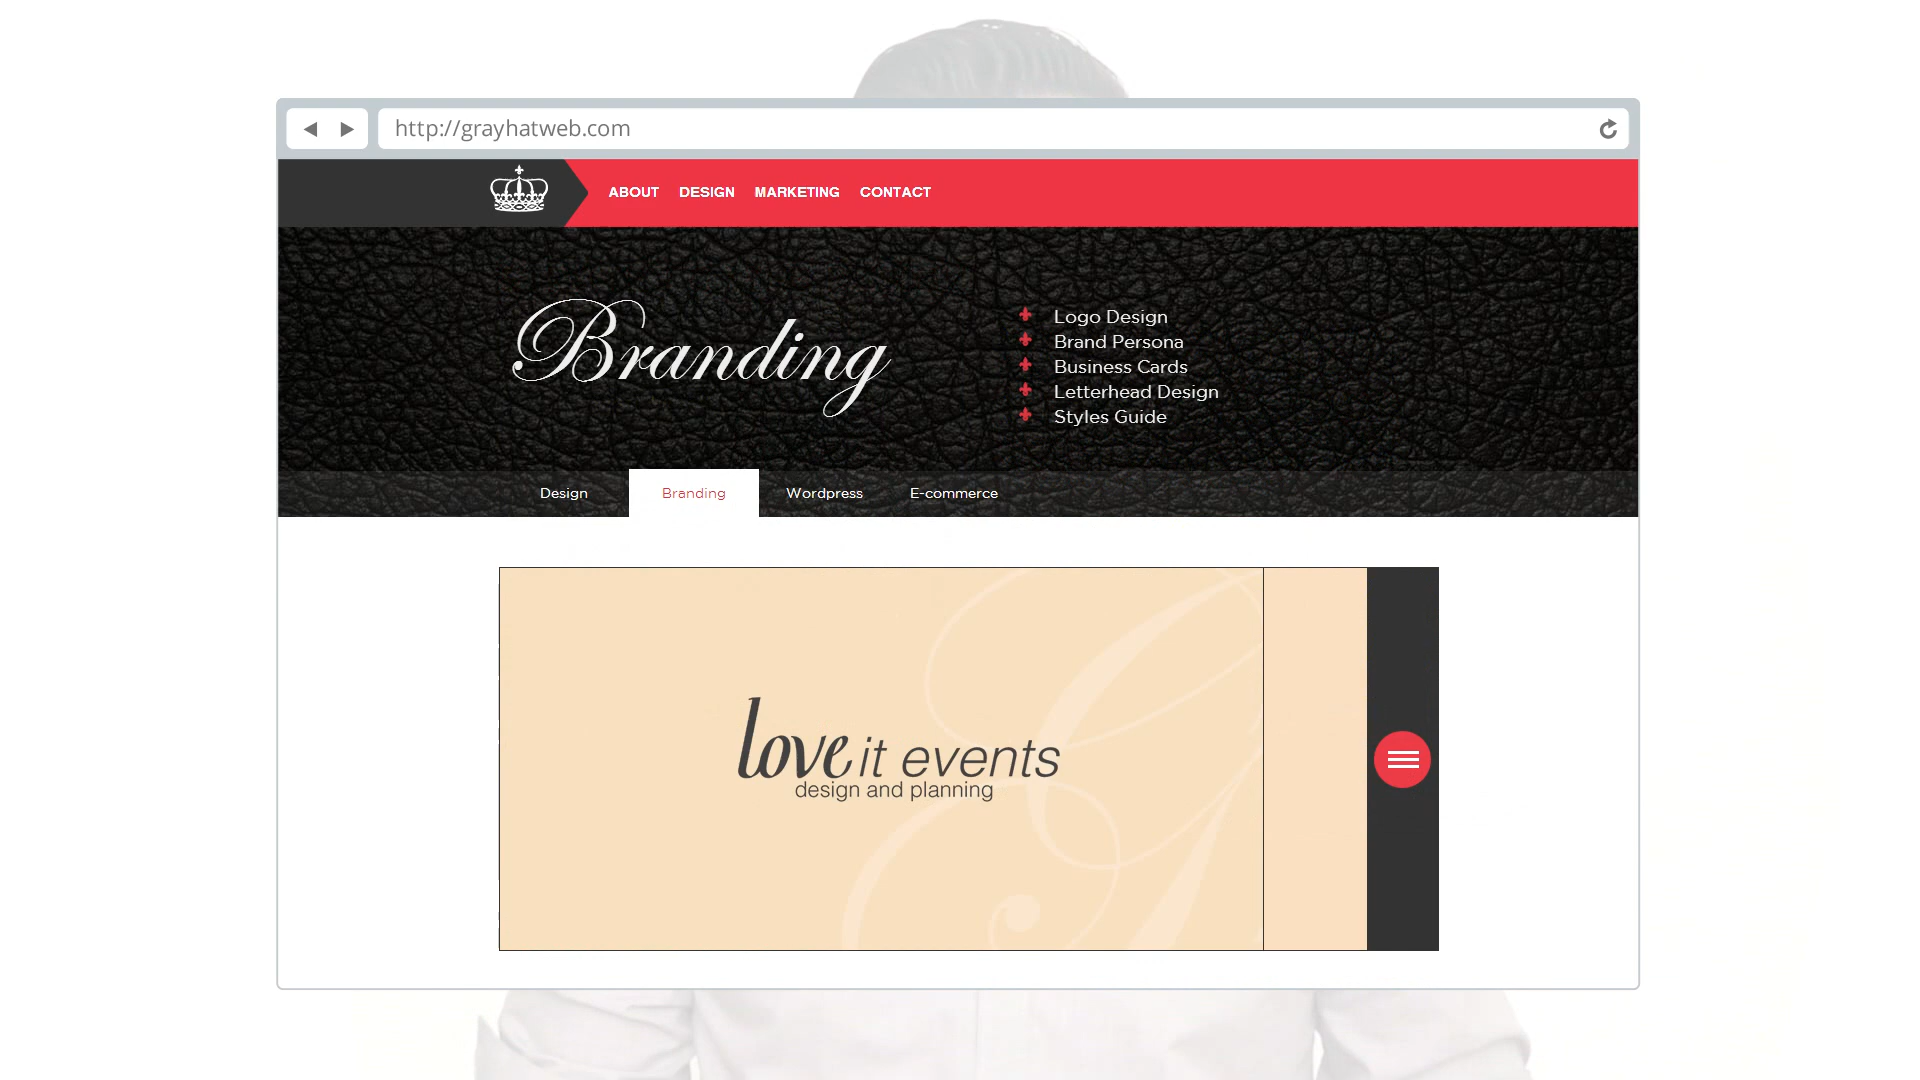 http://grayhatweb.com
ABOUT DESIGN MARKETING CONTACT
Branding
Logo Design
Brand Persona
Business Cards
Letterhead Design
Styles Guide
Design Branding Wordpress E-commerce
love it events
design and planning